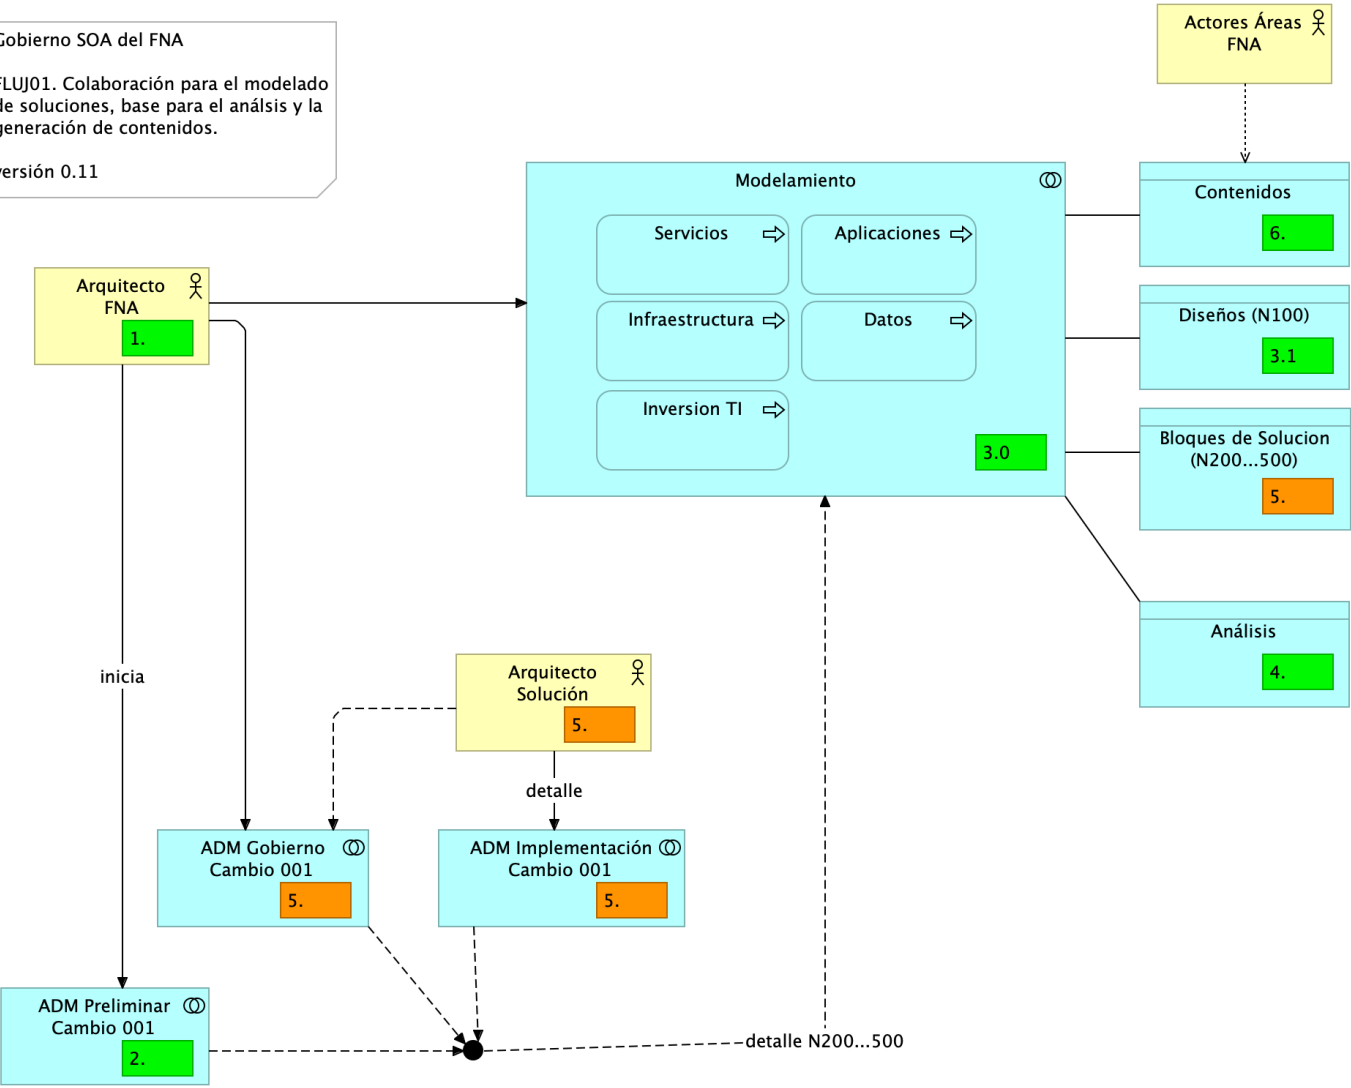 Gobierno SOA del FNA
FLUJ01. Colaboración para el modelado
de soluciones, base para el análsis y la
generación de contenidos.
versión 0.11
Actores Áreas
FNA
Modelamiento
Servicios
Aplicaciones
Infraestructura
Datos
Inversion TI
3.0
Contenidos
6.
Diseños (N100)
3.1
Bloques de Solucion
(N200...500)
5.
Análisis
4.
Arquitecto
FNA
1.
inicia
Arquitecto
Solución
5.
detalle
ADM Gobierno
Cambio 001
5.
ADM Implementación
Cambio 001
5.
ADM Preliminar
Cambio 001
2.
detalle N200...500